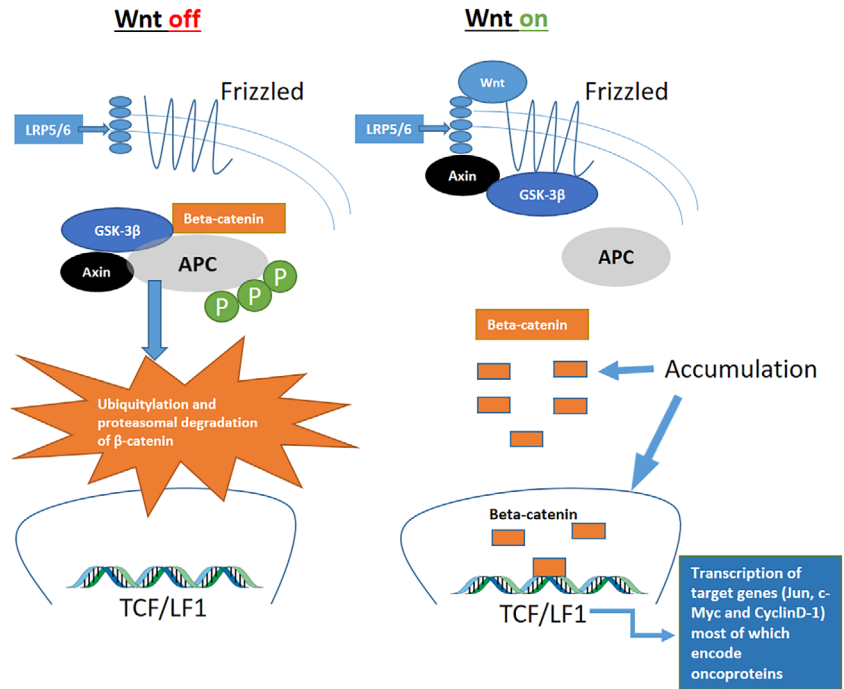 Wnt off
Frizzled
LRP5/6
GSK-3β
Beta-catenin
Axin
APC
P
P
P
Ubiquitylation and
proteasomal degradation
of β-catenin
TCF/LF1
Wnt on
Wnt
Frizzled
LRP5/6
Axin
GSK-3β
APC
Beta-catenin
Accumulation
Beta-catenin
TCF/LF1
Transcription of
target genes (Jun, c-
Myc and CyclinD-1)
most of which
encode
oncoproteins